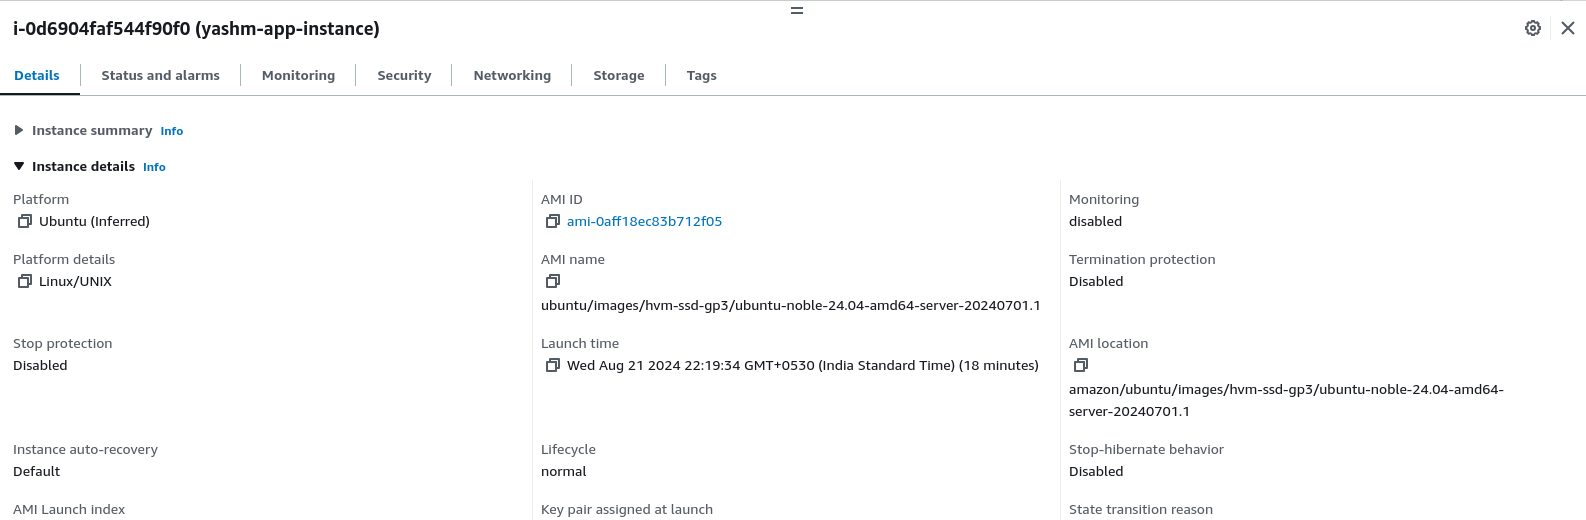 i-0d6904faf544f90f0 (yashm-app-instance)
Details
Status and alarms
Monitoring
Security
Networking
Storage
Tags
Instance summary Info
Instance details Info
Platform
Ubuntu (Inferred)
AMI ID
ami-0aff18ec83b712f05
Monitoring
disabled
Platform details
Linux/UNIX
AMI name
ubuntu/images/hvm-ssd-gp3/ubuntu-noble-24.04-amd64-server-20240701.1
Termination protection
Disabled
Stop protection
Disabled
Launch time
Wed Aug 21 2024 22:19:34 GMT+0530 (India Standard Time) (18 minutes)
AMI location
amazon/ubuntu/images/hvm-ssd-gp3/ubuntu-noble-24.04-amd64-
server-20240701.1
Instance auto-recovery
Default
Lifecycle
normal
Stop-hibernate behavior
Disabled
AMI Launch index
Key pair assigned at launch
State transition reason